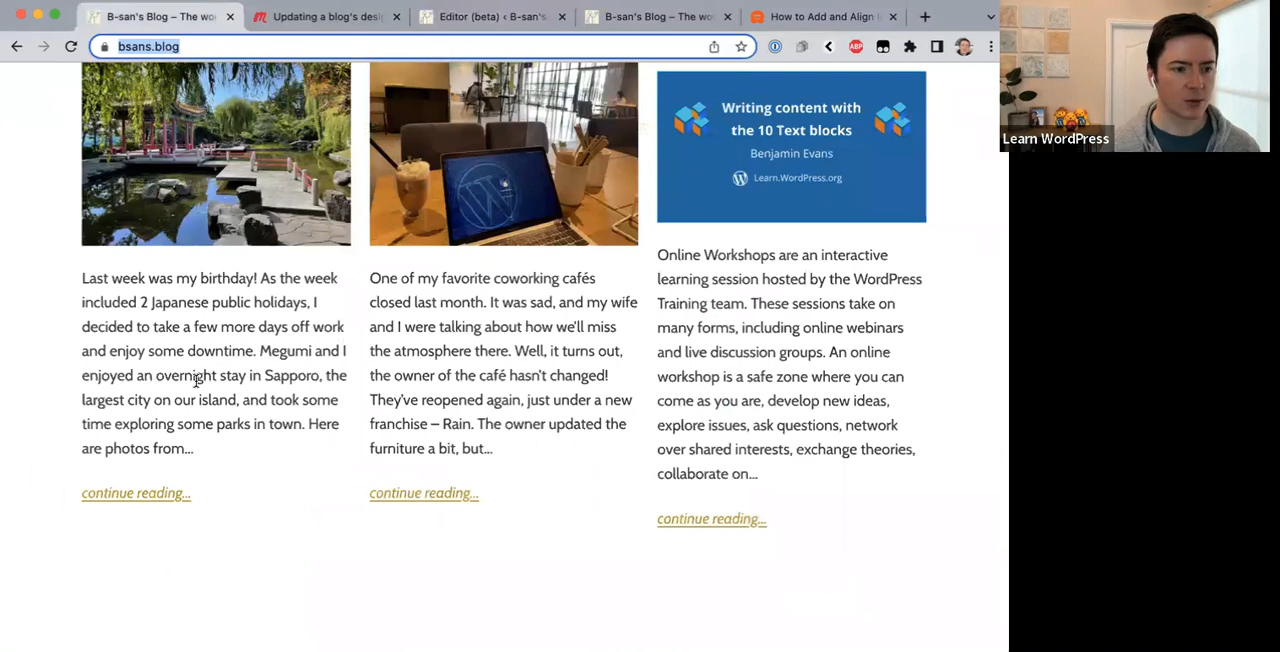 B-san's Blog – The wo
Updating a blog's desi
Editor (beta) ‹ B-san's
B-san's Blog – The wo
How to Add and Align I
bsans.blog
ABP
Learn WordPress
Writing content with
the 10 Text blocks
Benjamin Evans
Learn.WordPress.org
Last week was my birthday! As the week
included 2 Japanese public holidays, I
decided to take a few more days off work
and enjoy some downtime. Megumi and I
enjoyed an overnight stay in Sapporo, the
largest city on our island, and took some
time exploring some parks in town. Here
are photos from...
continue reading...
One of my favorite coworking cafés
closed last month. It was sad, and my wife
and I were talking about how we'll miss
the atmosphere there. Well, it turns out,
the owner of the café hasn't changed!
They've reopened again, just under a new
franchise – Rain. The owner updated the
furniture a bit, but...
continue reading...
Online Workshops are an interactive
learning session hosted by the WordPress
Training team. These sessions take on
many forms, including online webinars
and live discussion groups. An online
workshop is a safe zone where you can
come as you are, develop new ideas,
explore issues, ask questions, network
over shared interests, exchange theories,
collaborate on...
continue reading...